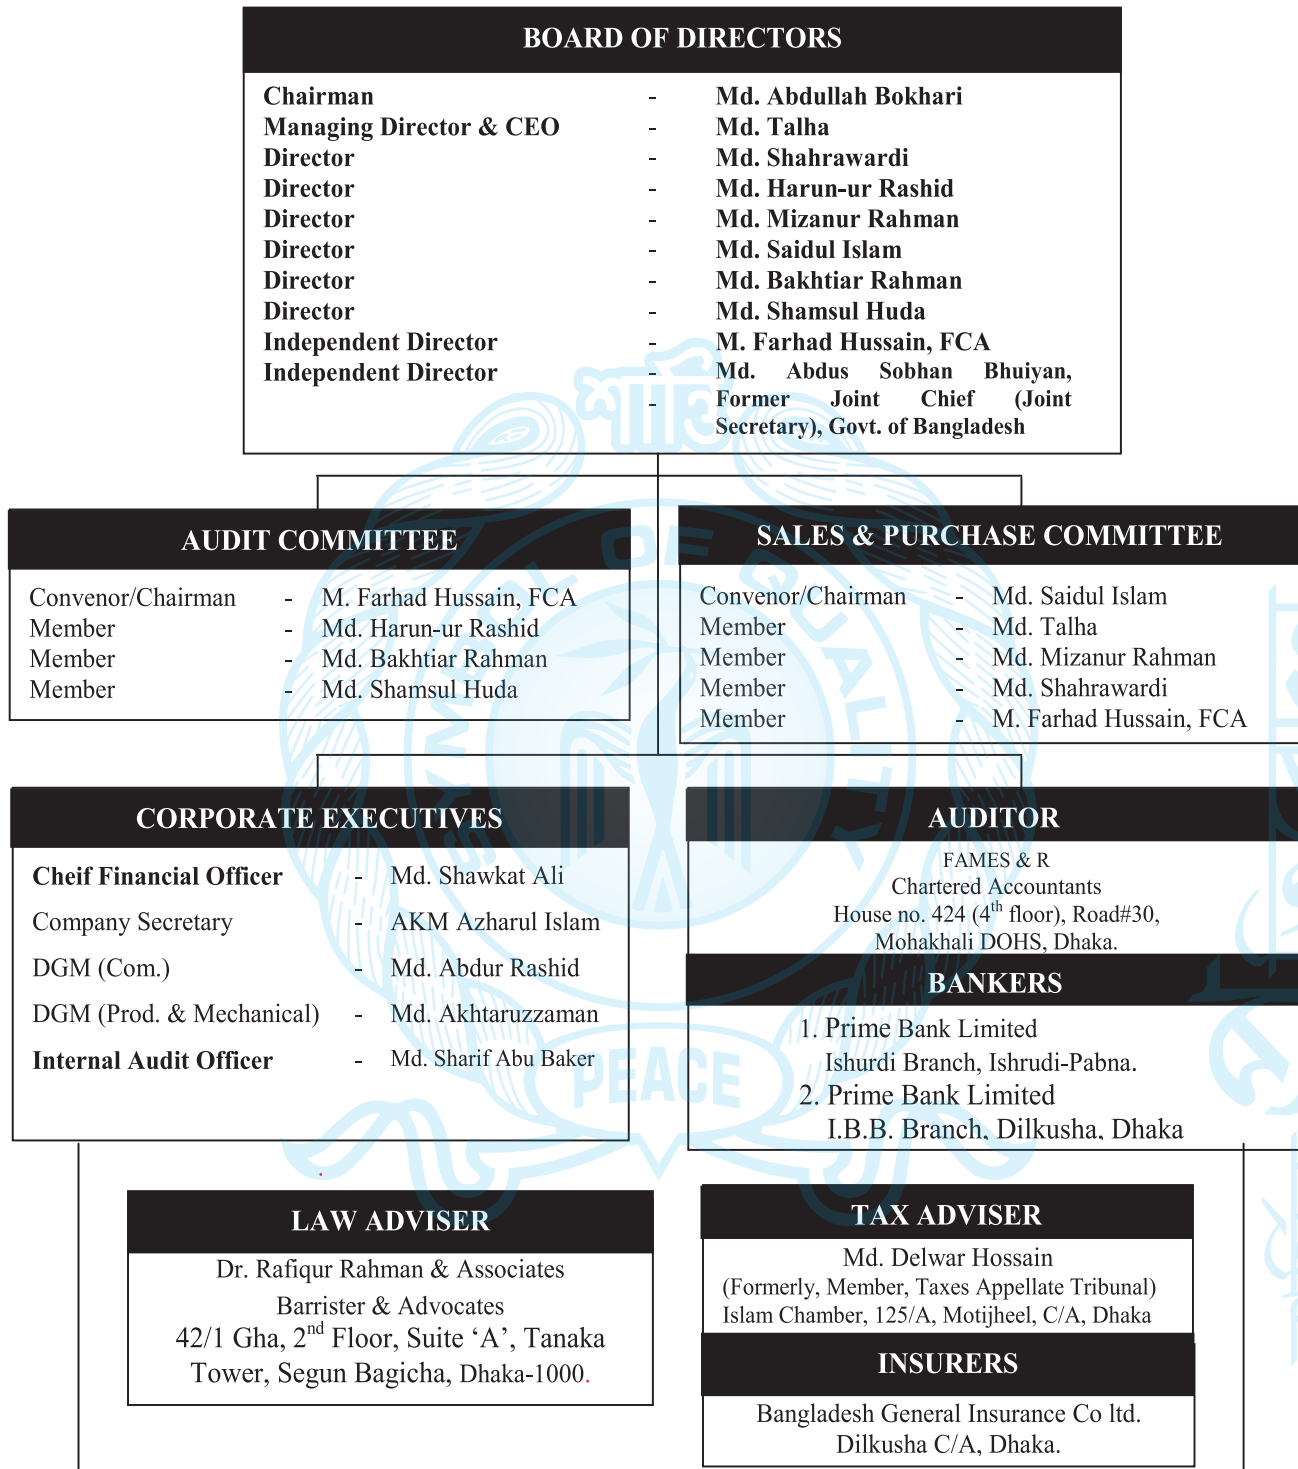 BOARD OF DIRECTORS
Chairman - Md. Abdullah Bokhari
Managing Director & CEO - Md. Talha
Director - Md. Shahrawardi
Director - Md. Harun-ur Rashid
Director - Md. Mizanur Rahman
Director - Md. Saidul Islam
Director - Md. Bakhtiar Rahman
Director - Md. Shamsul Huda
Independent Director - M. Farhad Hussain, FCA
Independent Director - Md. Abdus Sobhan Bhuiyan,
- Former Joint Chief (Joint
Secretary), Govt. of Bangladesh
শান্তি
SYMBOL OF QUALITY
AUDIT COMMITTEE
Convenor/Chairman - M. Farhad Hussain, FCA
Member - Md. Harun-ur Rashid
Member - Md. Bakhtiar Rahman
Member - Md. Shamsul Huda
SALES & PURCHASE COMMITTEE
Convenor/Chairman - Md. Saidul Islam
Member - Md. Talha
Member - Md. Mizanur Rahman
Member - Md. Shahrawardi
Member - M. Farhad Hussain, FCA
CORPORATE EXECUTIVES
Cheif Financial Officer - Md. Shawkat Ali
Company Secretary - AKM Azharul Islam
DGM (Com.) - Md. Abdur Rashid
DGM (Prod. & Mechanical) - Md. Akhtaruzzaman
Internal Audit Officer - Md. Sharif Abu Baker
PEACE
AUDITOR
FAMES & R
Chartered Accountants
House no. 424 (4th floor), Road#30,
Mohakhali DOHS, Dhaka.
BANKERS
1. Prime Bank Limited
Ishurdi Branch, Ishrudi-Pabna.
2. Prime Bank Limited
I.B.B. Branch, Dilkusha, Dhaka
LAW ADVISER
Dr. Rafiqur Rahman & Associates
Barrister & Advocates
42/1 Gha, 2nd Floor, Suite ‘A’, Tanaka
Tower, Segun Bagicha, Dhaka-1000.
TAX ADVISER
Md. Delwar Hossain
(Formerly, Member, Taxes Appellate Tribunal)
Islam Chamber, 125/A, Motijheel, C/A, Dhaka
INSURERS
Bangladesh General Insurance Co ltd.
Dilkusha C/A, Dhaka.